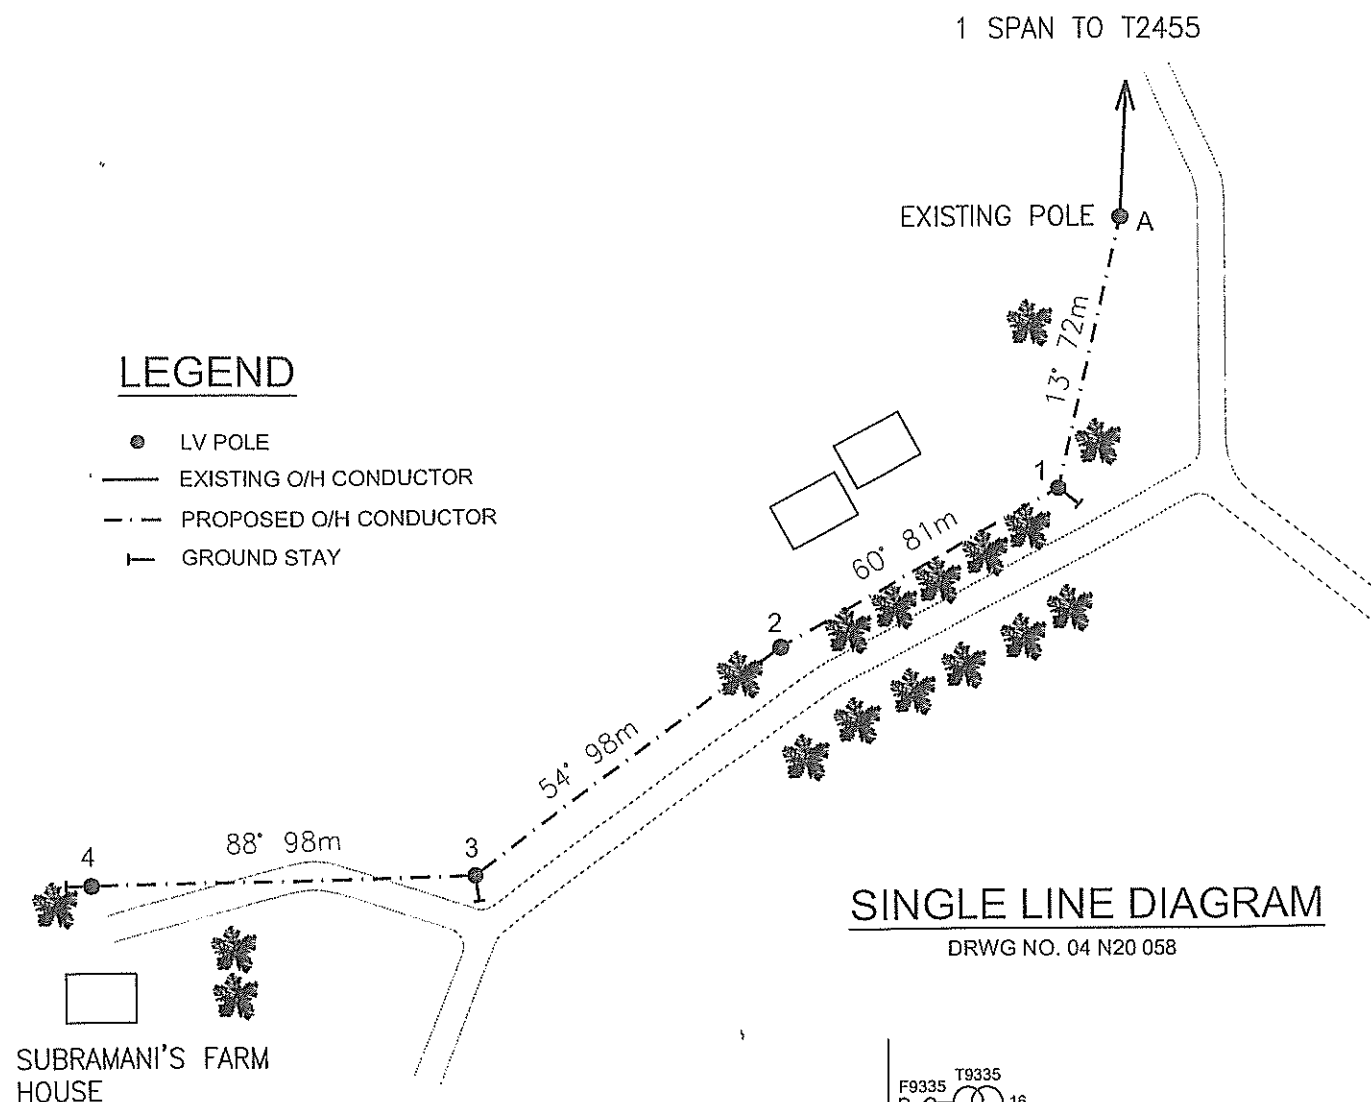 1 SPAN TO T2455
EXISTING POLE
A
13° 72m
LEGEND
LV POLE
EXISTING O/H CONDUCTOR
PROPOSED O/H CONDUCTOR
GROUND STAY
1
60° 81m
2
54° 98m
3
88° 98m
4
SINGLE LINE DIAGRAM
DRWG NO. 04 N20 058
SUBRAMANI'S FARM
HOUSE
F9335 T9335
16